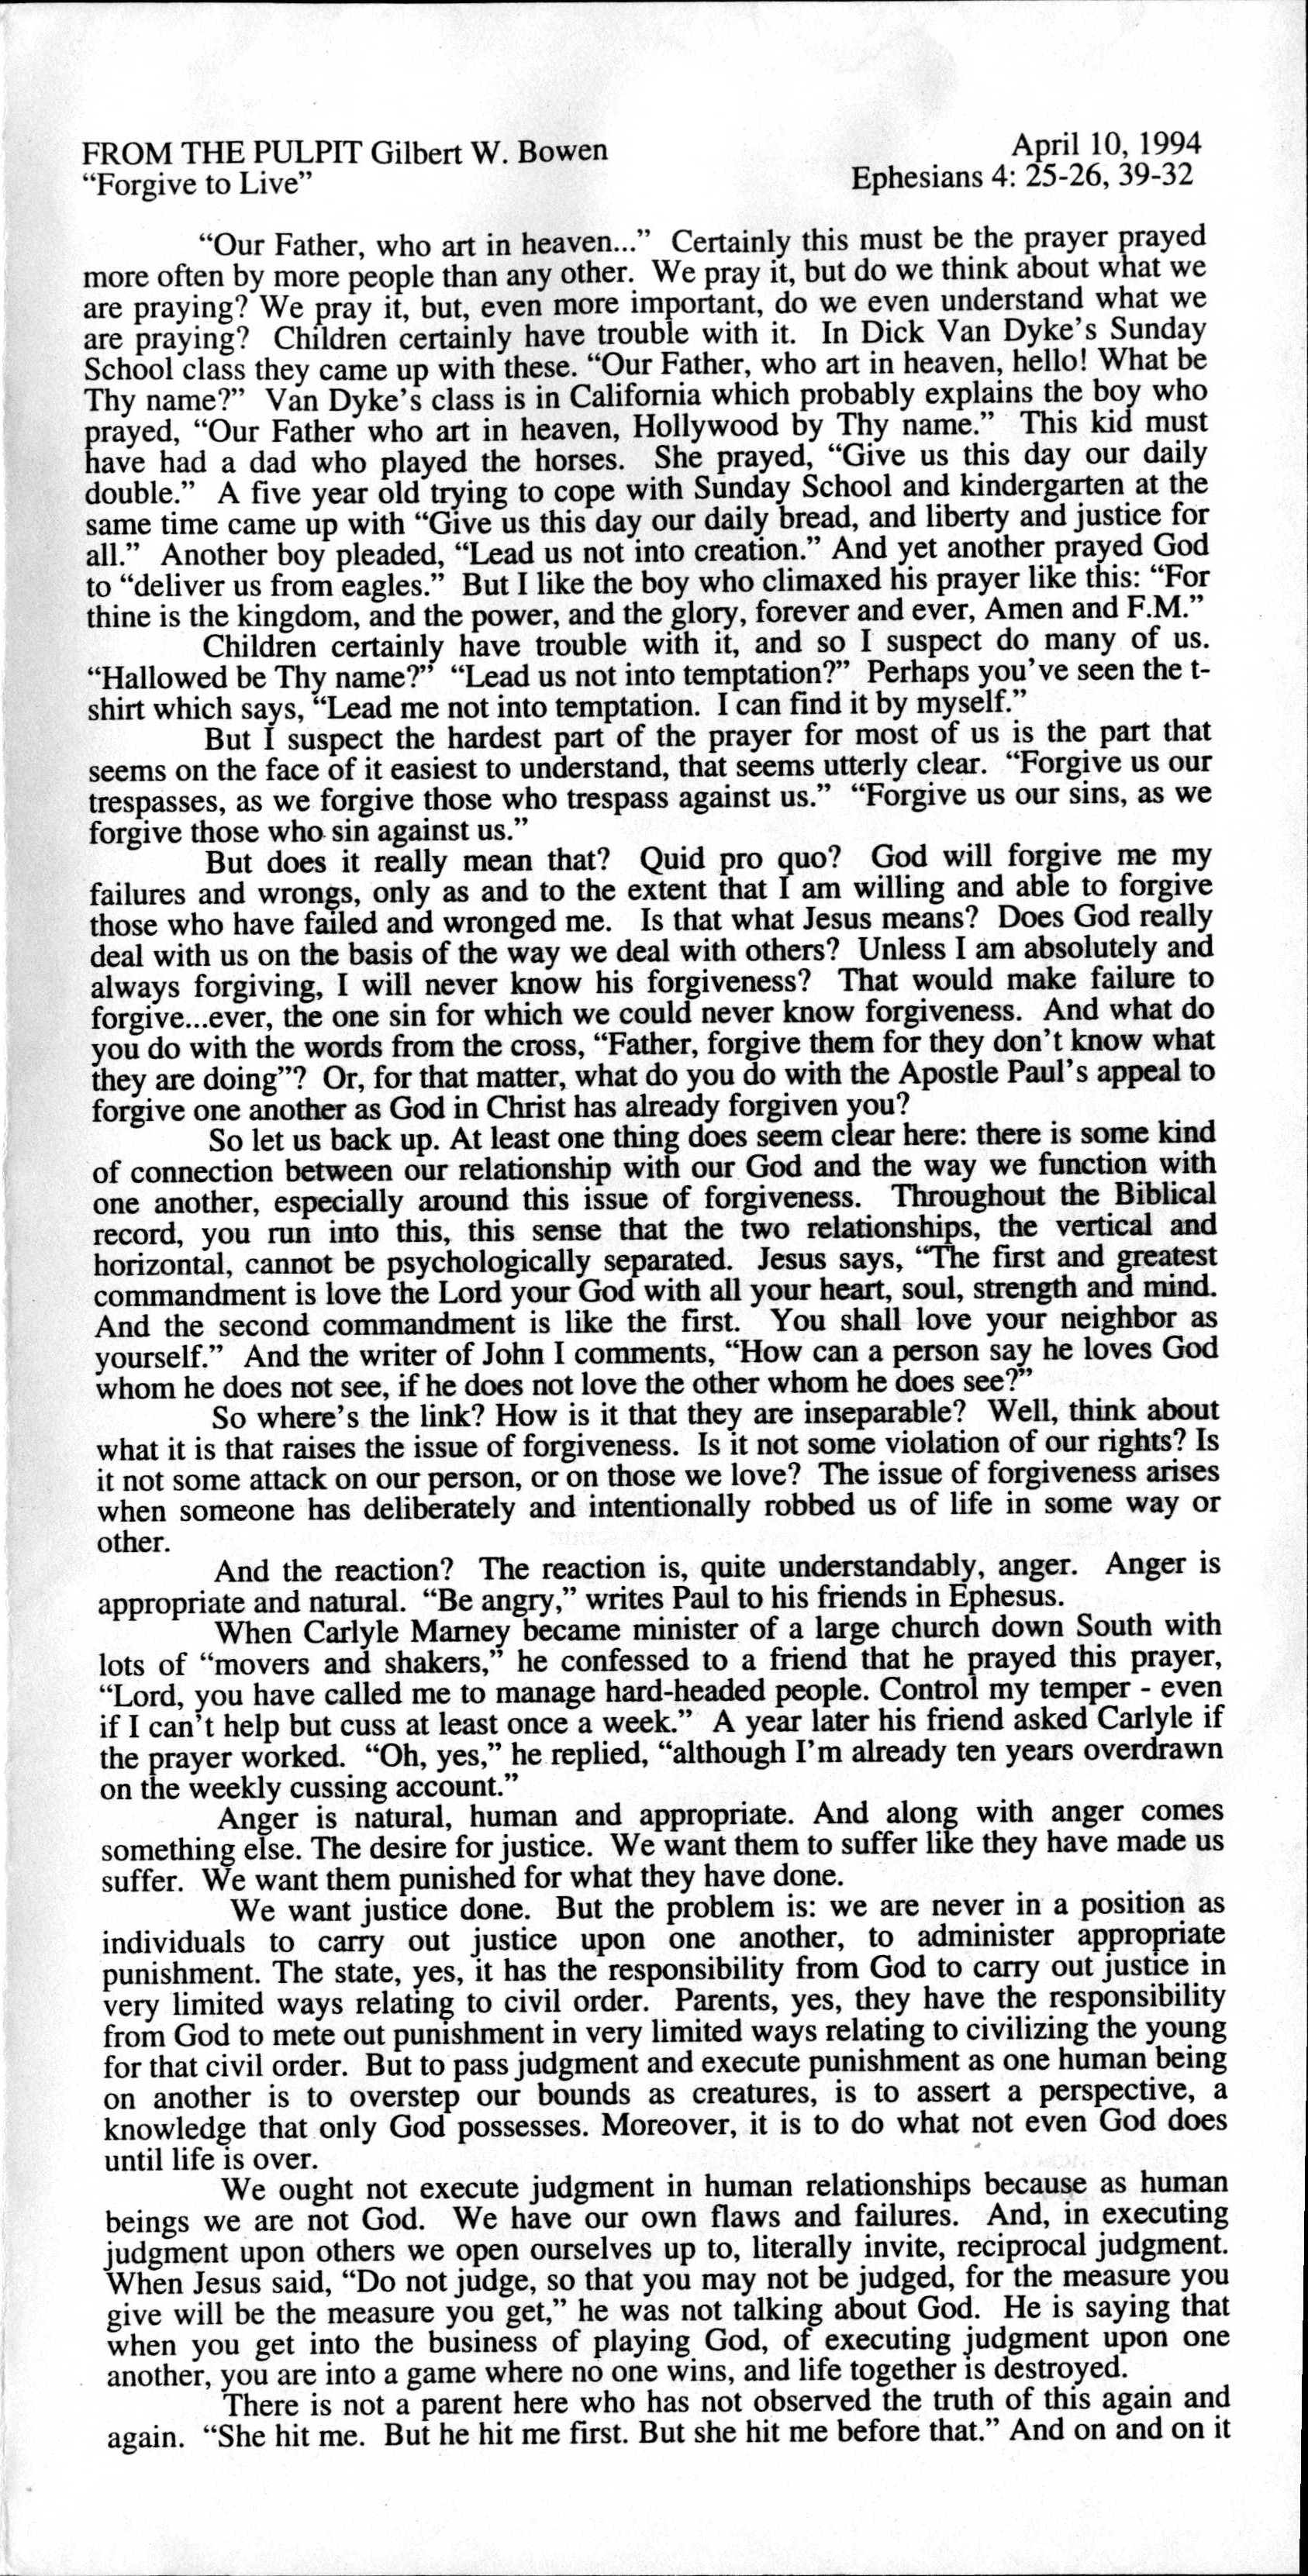 FROM THE PULPIT Gilbert W. Bowen April 10, 1994
“Forgive to Live” Ephesians 4: 25-26, 39-32
“Our Father, who art in heaven...” Certainly this must be the prayer prayed
more often by more people than any other. We pray it, but do we think about what we
are praying? We pray it, but, even more important, do we even understand what we
are praying? Children certainly have trouble with it. In Dick Van Dyke’s Sunday
School class they came up with these. “Our Father, who art in heaven, hello! What be
Thy name?” Van Dyke’s class is in California which probably explains the boy who
prayed, “Our Father who art in heaven, Hollywood by Thy name.” This kid must
have had a dad who played the horses. She prayed, “Give us this day our daily
double.” A five year old trying to cope with Sunday School and kindergarten at the
same time came up with “Give us this day our daily bread, and liberty and justice for
all.” Another boy pleaded, “Lead us not into creation.” And yet another prayed God
to “deliver us from eagles.” But I like the boy who climaxed his prayer like this: “For
thine is the kingdom, and the power, and the glory, forever and ever, Amen and F.M.”
Children certainly have trouble with it, and so I suspect do many of us.
“Hallowed be Thy name?” “Lead us not into temptation?” Perhaps you’ve seen the t-
shirt which says, “Lead me not into temptation. I can find it by myself.”
But I suspect the hardest part of the prayer for most of us is the part that
seems on the face of it easiest to understand, that seems utterly clear. “Forgive us our
trespasses, as we forgive those who trespass against us.” “Forgive us our sins, as we
forgive those who sin against us.”
But does it really mean that? Quid pro quo? God will forgive me my
failures and wrongs, only as and to the extent that I am willing and able to forgive
those who have failed and wronged me. Is that what Jesus means? Does God really
deal with us on the basis of the way we deal with others? Unless I am absolutely and
always forgiving, I will never know his forgiveness? That would make failure to
forgive...ever, the one sin for which we could never know forgiveness. And what do
you do with the words from the cross, “Father, forgive them for they don’t know what
they are doing”? Or, for that matter, what do you do with the Apostle Paul’s appeal to
forgive one another as God in Christ has already forgiven you?
So let us back up. At least one thing does seem clear here: there is some kind
of connection between our relationship with our God and the way we function with
one another, especially around this issue of forgiveness. Throughout the Biblical
record, you run into this, this sense that the two relationships, the vertical and
horizontal, cannot be psychologically separated. Jesus says, “The first and greatest
commandment is love the Lord your God with all your heart, soul, strength and mind.
And the second commandment is like the first. You shall love your neighbor as
yourself.” And the writer of John I comments, “How can a person say he loves God
whom he does not see, if he does not love the other whom he does see?”
So where’s the link? How is it that they are inseparable? Well, think about
what it is that raises the issue of forgiveness. Is it not some violation of our rights? Is
it not some attack on our person, or on those we love? The issue of forgiveness arises
when someone has deliberately and intentionally robbed us of life in some way or
other.
And the reaction? The reaction is, quite understandably, anger. Anger is
appropriate and natural. “Be angry,” writes Paul to his friends in Ephesus.
When Carlyle Marney became minister of a large church down South with
lots of “movers and shakers,” he confessed to a friend that he prayed this prayer,
“Lord, you have called me to manage hard-headed people. Control my temper - even
if I can’t help but cuss at least once a week.” A year later his friend asked Carlyle if
the prayer worked. “Oh, yes,” he replied, “although I’m already ten years overdrawn
on the weekly cussing account.”
Anger is natural, human and appropriate. And along with anger comes
something else. The desire for justice. We want them to suffer like they have made us
suffer. We want them punished for what they have done.
We want justice done. But the problem is: we are never in a position as
individuals to carry out justice upon one another, to administer appropriate
punishment. The state, yes, it has the responsibility from God to carry out justice in
very limited ways relating to civil order. Parents, yes, they have the responsibility
from God to mete out punishment in very limited ways relating to civilizing the young
for that civil order. But to pass judgment and execute punishment as one human being
on another is to overstep our bounds as creatures, is to assert a perspective, a
knowledge that only God possesses. Moreover, it is to do what not even God does
until life is over.
We ought not execute judgment in human relationships because as human
beings we are not God. We have our own flaws and failures. And, in executing
judgment upon others we open ourselves up to, literally invite, reciprocal judgment.
When Jesus said, “Do not judge, so that you may not be judged, for the measure you
give will be the measure you get,” he was not talking about God. He is saying that
when you get into the business of playing God, of executing judgment upon one
another, you are into a game where no one wins, and life together is destroyed.
There is not a parent here who has not observed the truth of this again and
again. “She hit me. But he hit me first. But she hit me before that.” And on and on it